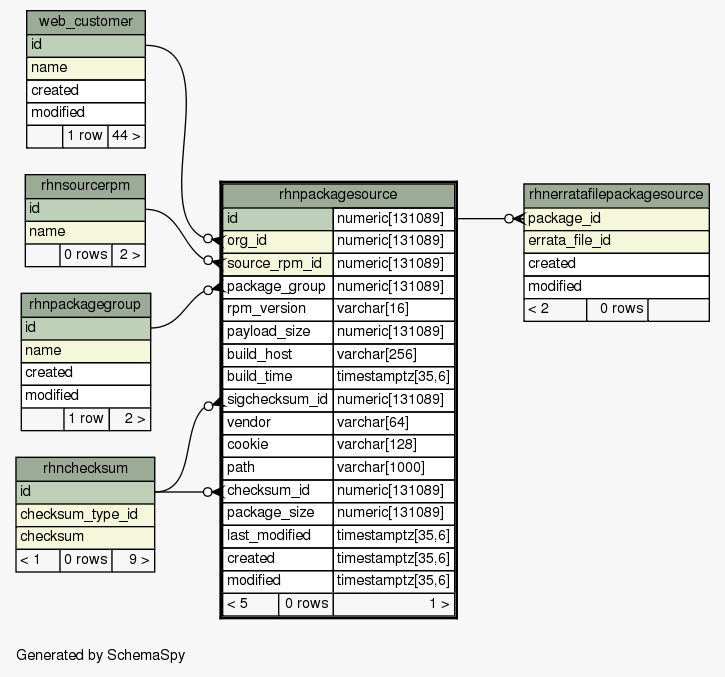 web_customer
id
name
created
modified
1 row 44 >
rhnsourcerpm
id
name
0 rows 2 >
rhnpackagegroup
id
name
created
modified
1 row 2 >
rhnchecksum
id
checksum_type_id
checksum
< 1 0 rows 9 >
rhnpackagesource
id numeric[131089]
org_id numeric[131089]
source_rpm_id numeric[131089]
package_group numeric[131089]
rpm_version varchar[16]
payload_size numeric[131089]
build_host varchar[256]
build_time timestamptz[35,6]
sigchecksum_id numeric[131089]
vendor varchar[64]
cookie varchar[128]
path varchar[1000]
checksum_id numeric[131089]
package_size numeric[131089]
last_modified timestamptz[35,6]
created timestamptz[35,6]
modified timestamptz[35,6]
< 5 0 rows 1 >
rhnerratafilepackagesource
package_id
errata_file_id
created
modified
< 2 0 rows
Generated by SchemaSpy